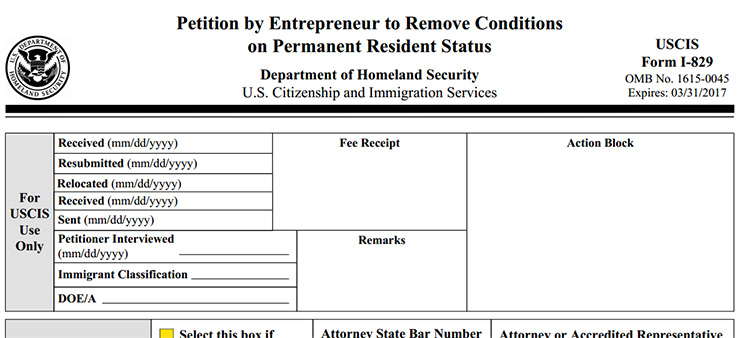 Petition by Entrepreneur to Remove Conditions
on Permanent Resident Status
Department of Homeland Security
U.S. Citizenship and Immigration Services
USCIS
Form I-829
OMB No. 1615-0045
Expires: 03/31/2017
U.S. DEPARTMENT OF HOMELAND SECURITY
For
USCIS
Use
Only
Received (mm/dd/yyyy)
Resubmitted (mm/dd/yyyy)
Relocated (mm/dd/yyyy)
Received (mm/dd/yyyy)
Sent (mm/dd/yyyy)
Petitioner Interviewed
(mm/dd/yyyy)
Immigrant Classification
DOE/A
Fee Receipt
Remarks
Action Block
Select this box if
Attorney State Bar Number
Attorney or Accredited Representative